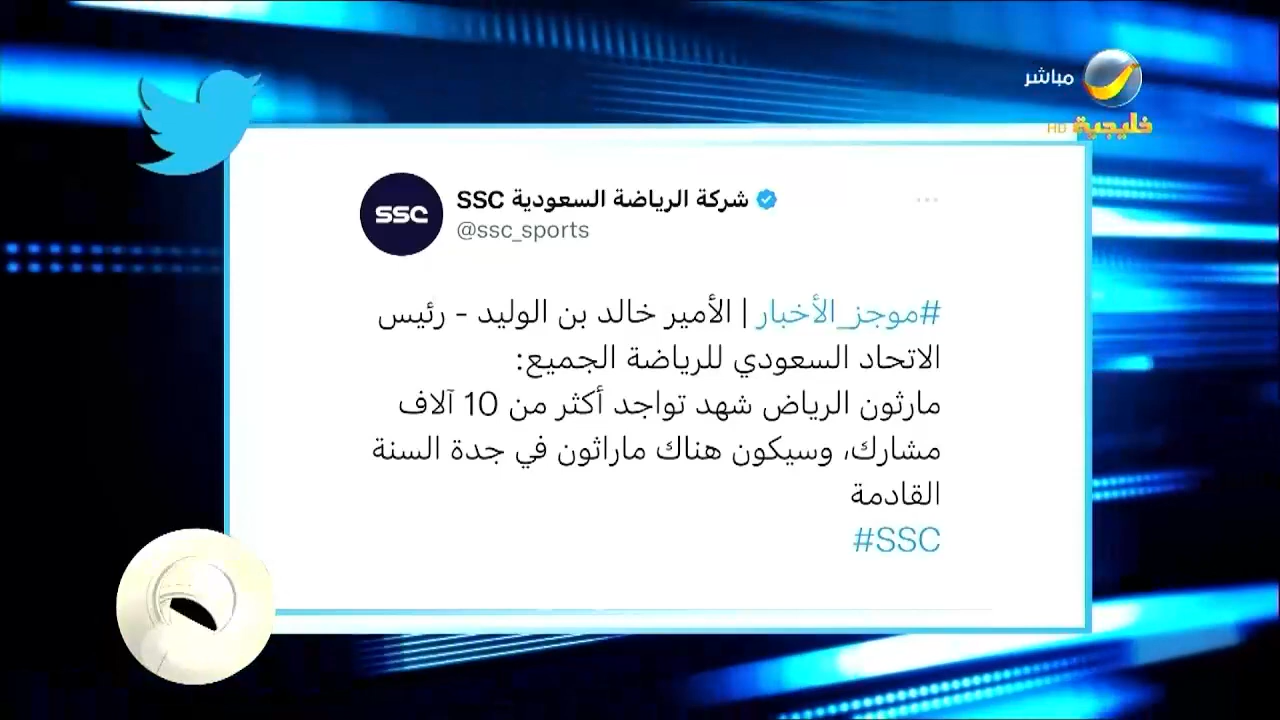 مباشر
خليجية HD
SSC شركة الرياضة السعودية
ssc
@ssc_sports
#موجز_الأخبار | الأمير خالد بن الوليد - رئيس
الاتحاد السعودي للرياضة الجميع:
مارثون الرياض شهد تواجد أكثر من 10 آلاف
مشارك، وسيكون هناك ماراثون في جدة السنة
القادمة
#SSC